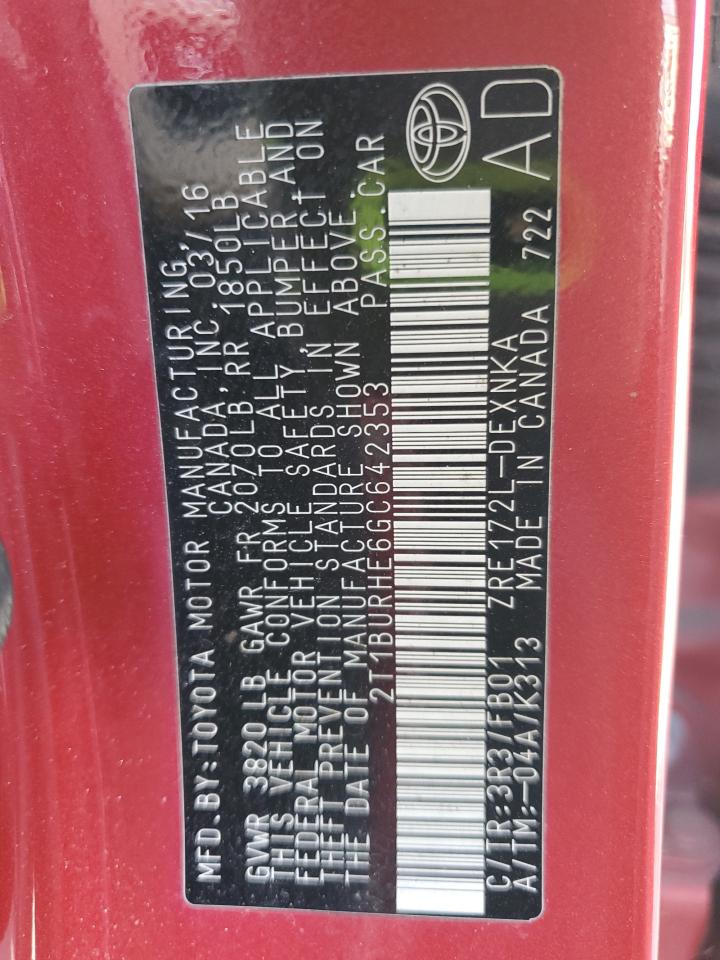 MFD. BY: TOYOTA MOTOR MANUFACTURING,
CANADA, INC. 03/16
GVWR 3820 LB GAWR FR 2070LB, RR 1850LB
THIS VEHICLE CONFORMS TO ALL APPLICABLE
FEDERAL MOTOR VEHICLE SAFETY, BUMPER AND
THEFT PREVENTION STANDARDS IN EFFECT ON
THE DATE OF MANUFACTURE SHOWN ABOVE.
2T1BURHE6GC642353 PASS. CAR
C/TR: 3R3/FB01 ZRE172L-DEXNKA
A/TM: -04A/K313 MADE IN CANADA 722
AD